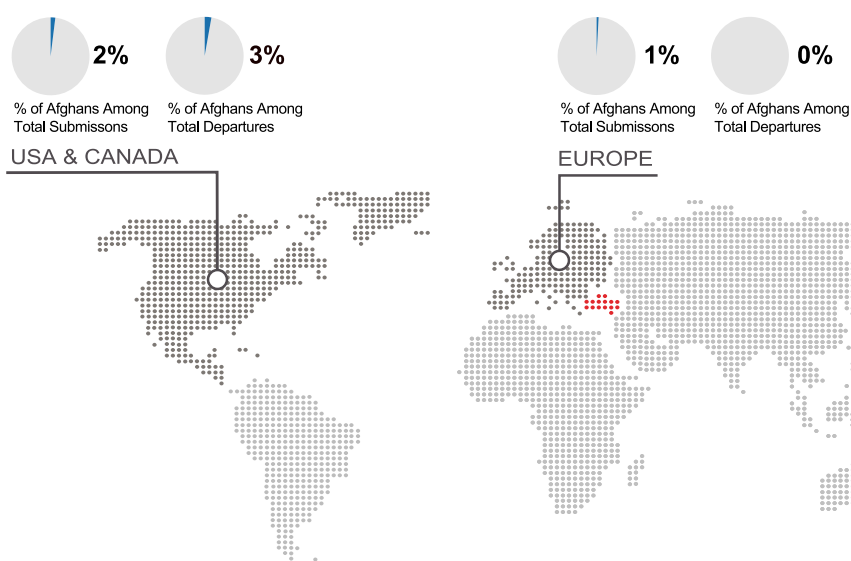 2%
3%
% of Afghans Among
Total Submissons
% of Afghans Among
Total Departures
USA & CANADA
1%
0%
% of Afghans Among
Total Submissons
% of Afghans Among
Total Departures
EUROPE